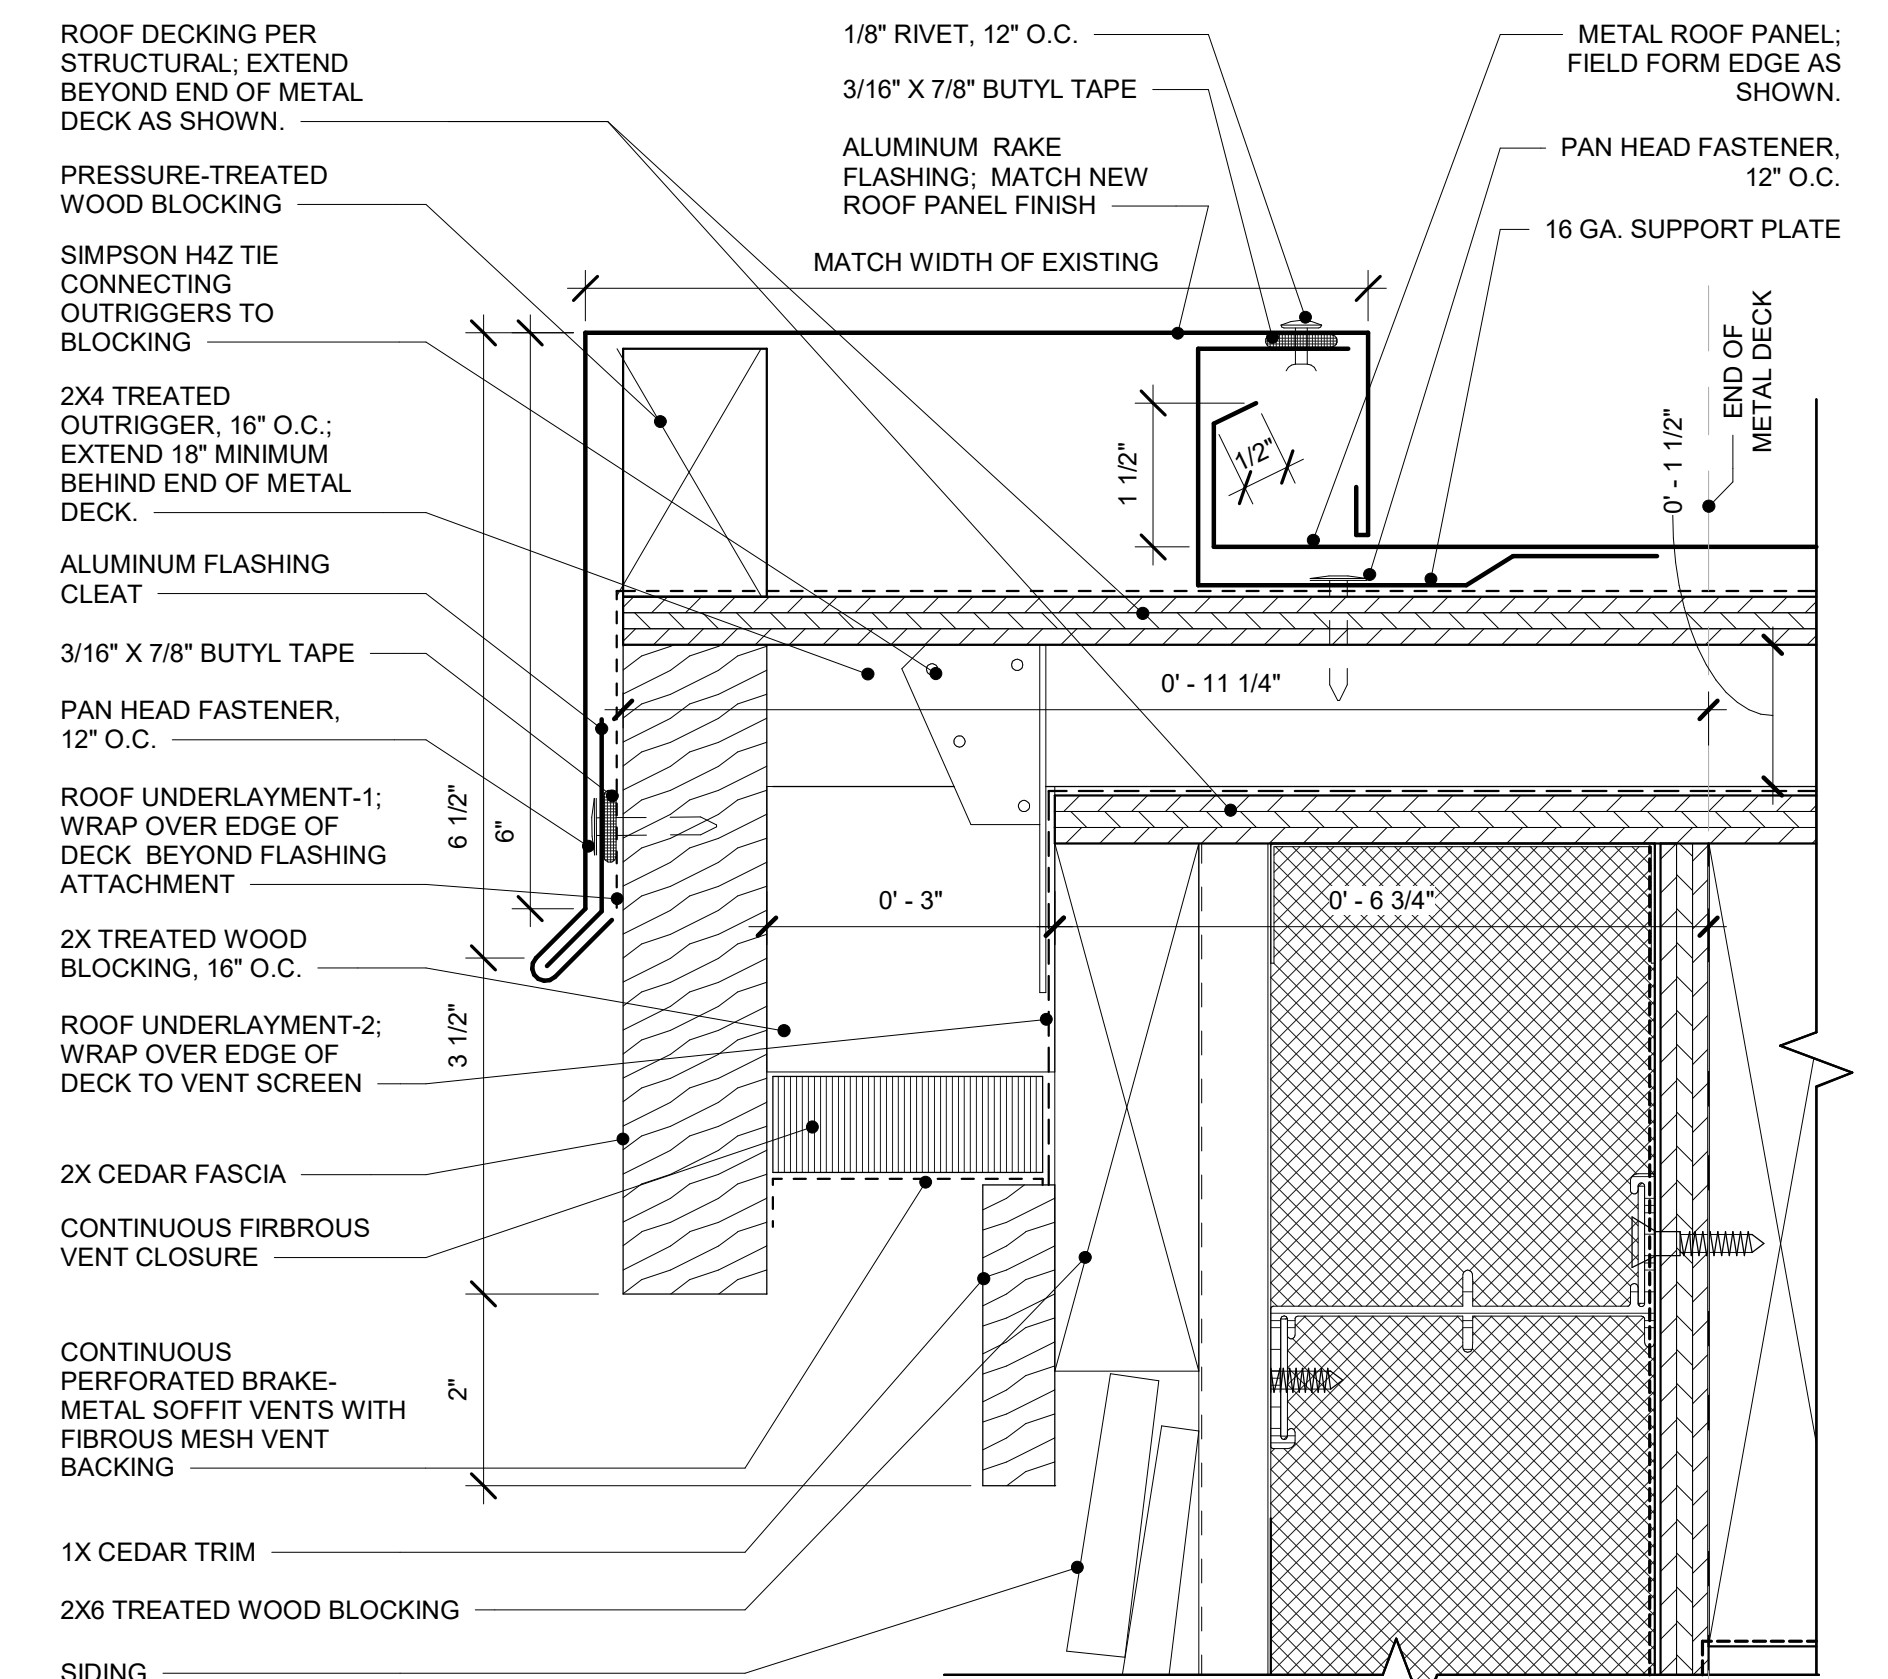 ROOF DECKING PER
STRUCTURAL; EXTEND
BEYOND END OF METAL
DECK AS SHOWN.
PRESSURE-TREATED
WOOD BLOCKING
SIMPSON H4Z TIE
CONNECTING
OUTRIGGERS TO
BLOCKING
2X4 TREATED
OUTRIGGER, 16" O.C.;
EXTEND 18" MINIMUM
BEHIND END OF METAL
DECK.
ALUMINUM FLASHING
CLEAT
3/16" X 7/8" BUTYL TAPE
PAN HEAD FASTENER,
12" O.C.
ROOF UNDERLAYMENT-1;
WRAP OVER EDGE OF
DECK BEYOND FLASHING
ATTACHMENT
2X TREATED WOOD
BLOCKING, 16" O.C.
ROOF UNDERLAYMENT-2;
WRAP OVER EDGE OF
DECK TO VENT SCREEN
2X CEDAR FASCIA
CONTINUOUS FIRBROUS
VENT CLOSURE
CONTINUOUS
PERFORATED BRAKE-
METAL SOFFIT VENTS WITH
FIBROUS MESH VENT
BACKING
1X CEDAR TRIM
2X6 TREATED WOOD BLOCKING
SIDING
1/8" RIVET, 12" O.C.
3/16" X 7/8" BUTYL TAPE
ALUMINUM RAKE
FLASHING; MATCH NEW
ROOF PANEL FINISH
MATCH WIDTH OF EXISTING
METAL ROOF PANEL;
FIELD FORM EDGE AS
SHOWN.
PAN HEAD FASTENER,
12" O.C.
16 GA. SUPPORT PLATE
END OF
METAL DECK
0' - 1 1/2"
1 1/2"
1/2"
0' - 11 1/4"
6 1/2"
6"
0' - 3"
0' - 6 3/4"
3 1/2"
2"